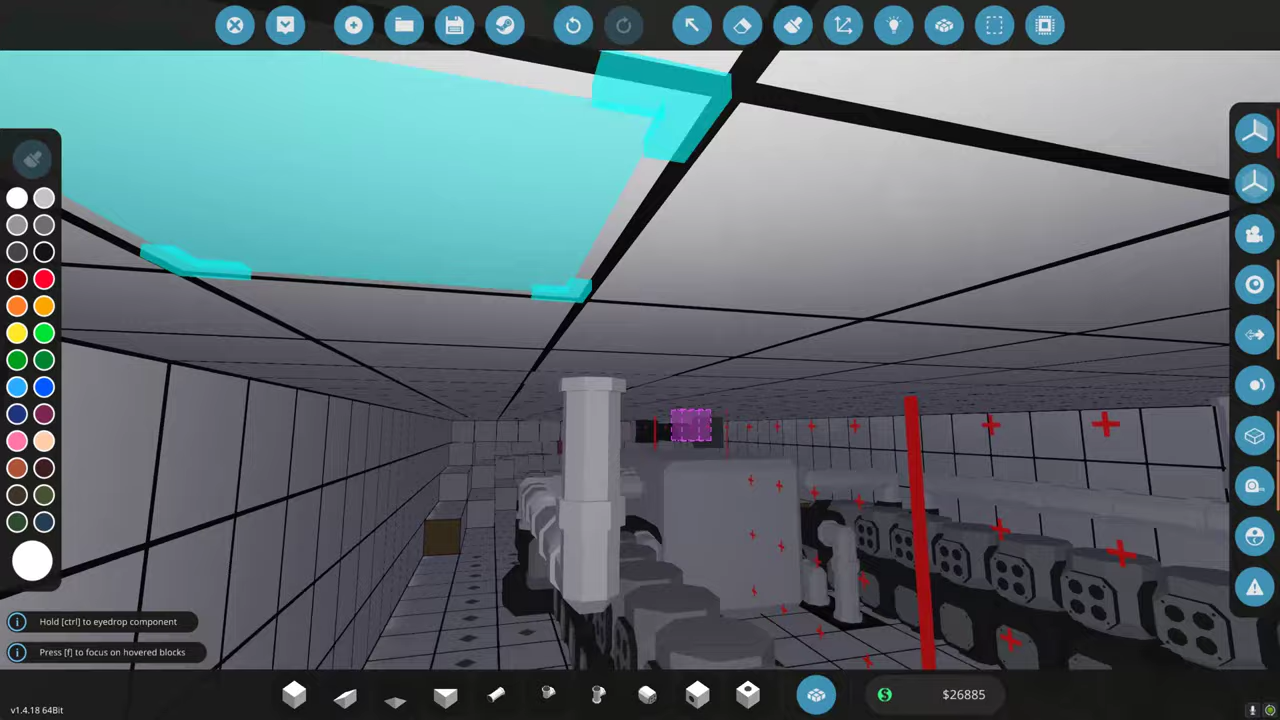 Hold [ctrl] to eyedrop component
Press [f] to focus on hovered blocks
$ $26885
v1.4.18 64Bit